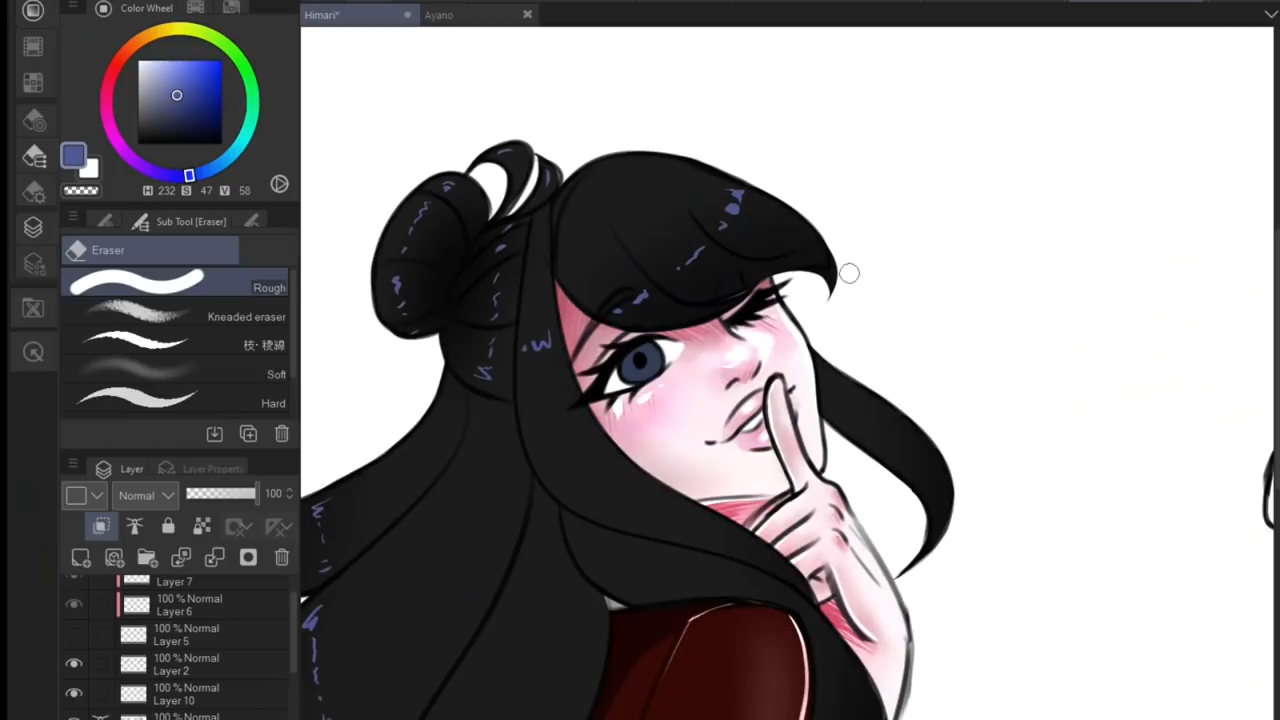 Color Wheel
Himari*
Ayano
H 232 S 47 V 58
Sub Tool [Eraser]
Eraser
Rough
Kneaded eraser
枝・稜線
Soft
Hard
Layer
Layer Property
Normal
100
Layer 7
100 % Normal
Layer 6
100 % Normal
Layer 5
100 % Normal
Layer 2
100 % Normal
Layer 10
100 % Normal